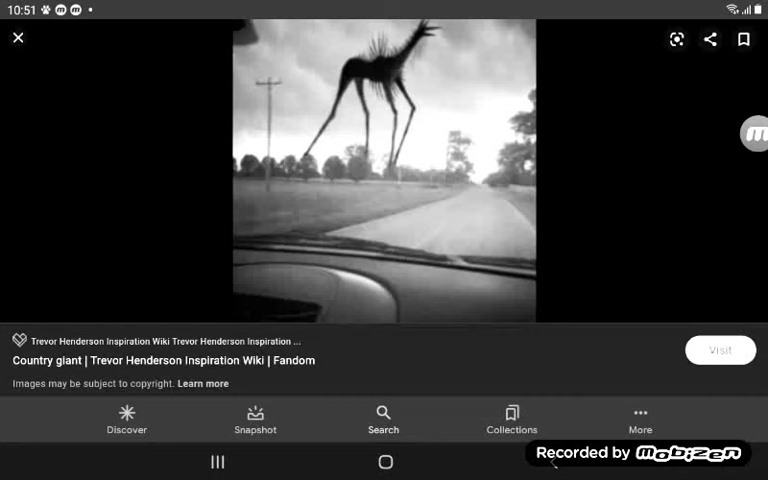 10:51
Trevor Henderson Inspiration Wiki Trevor Henderson Inspiration ...
Country giant | Trevor Henderson Inspiration Wiki | Fandom
Visit
Images may be subject to copyright. Learn more
Discover
Snapshot
Search
Collections
More
Recorded by Mobizen